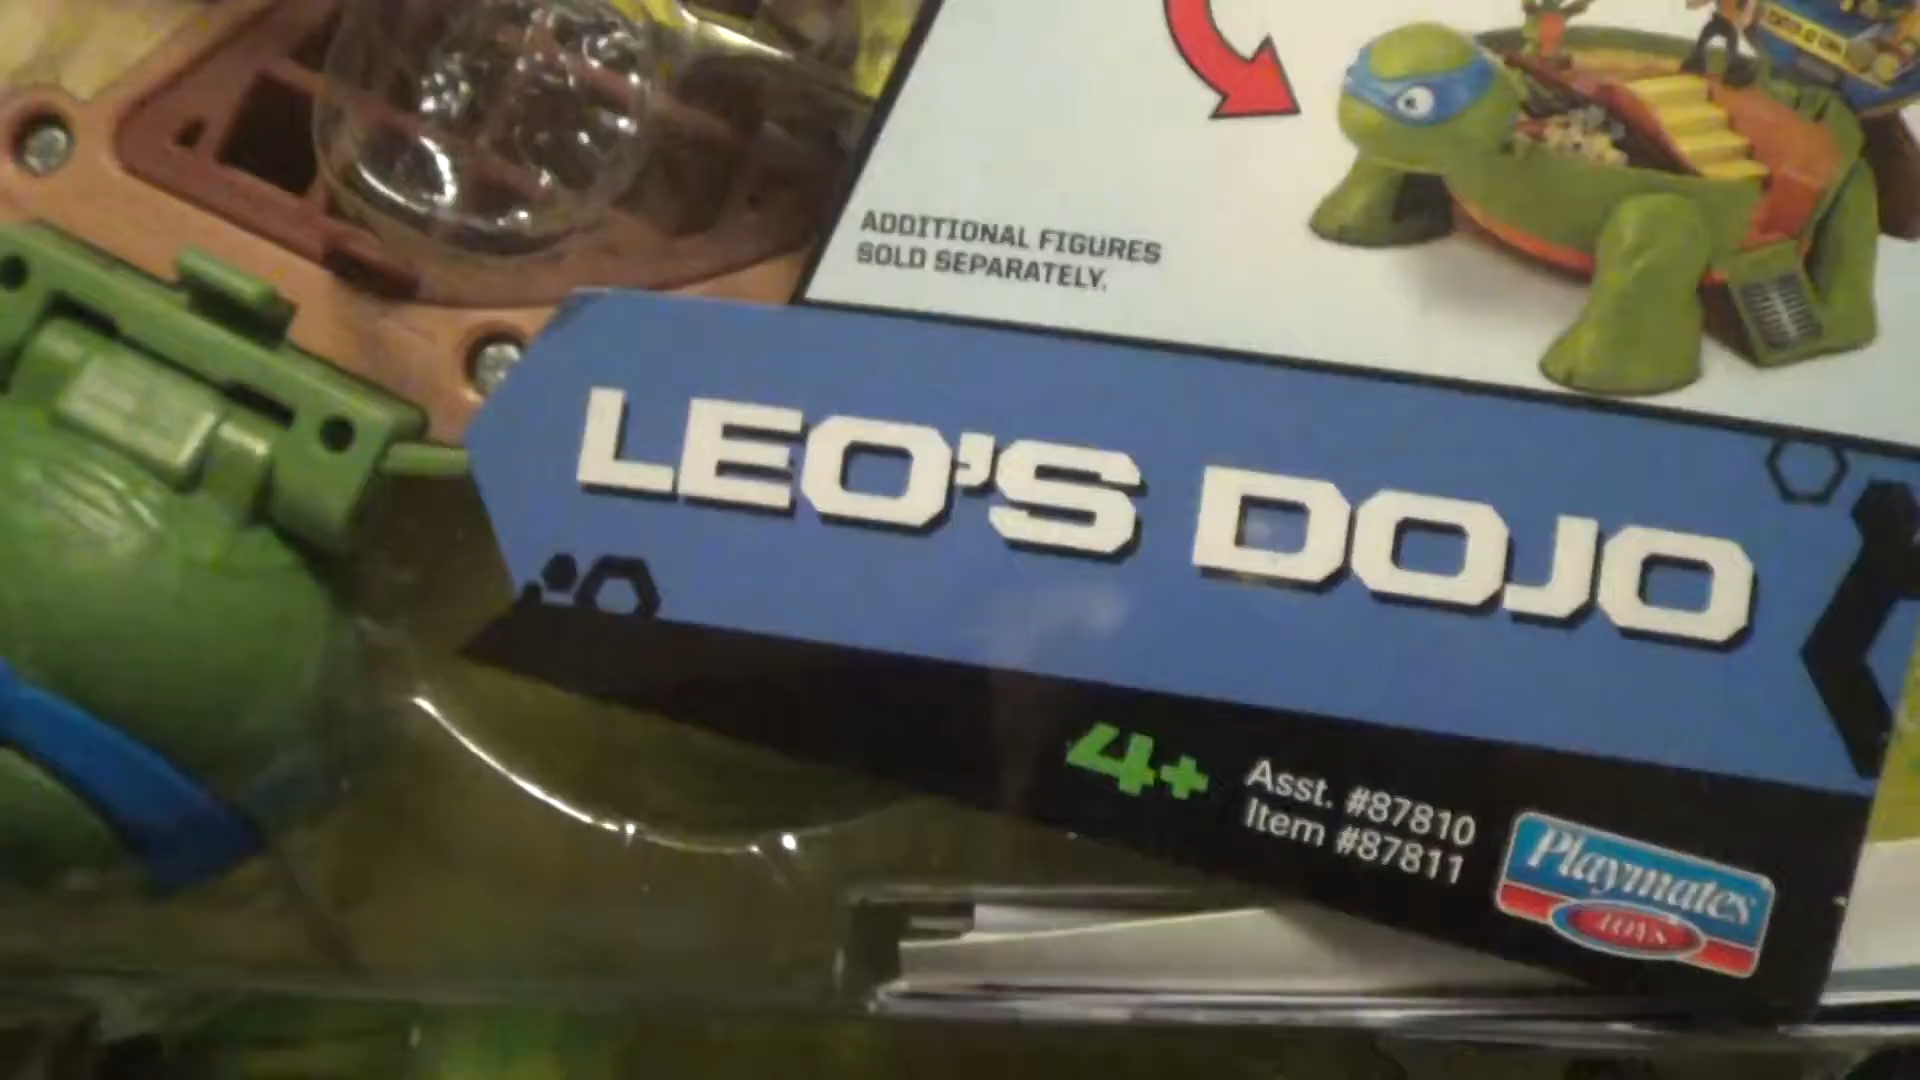 ADDITIONAL FIGURES
SOLD SEPARATELY.
LEO'S DOJO
4+
Asst. #87810
Item #87811
Playmates
TOYS